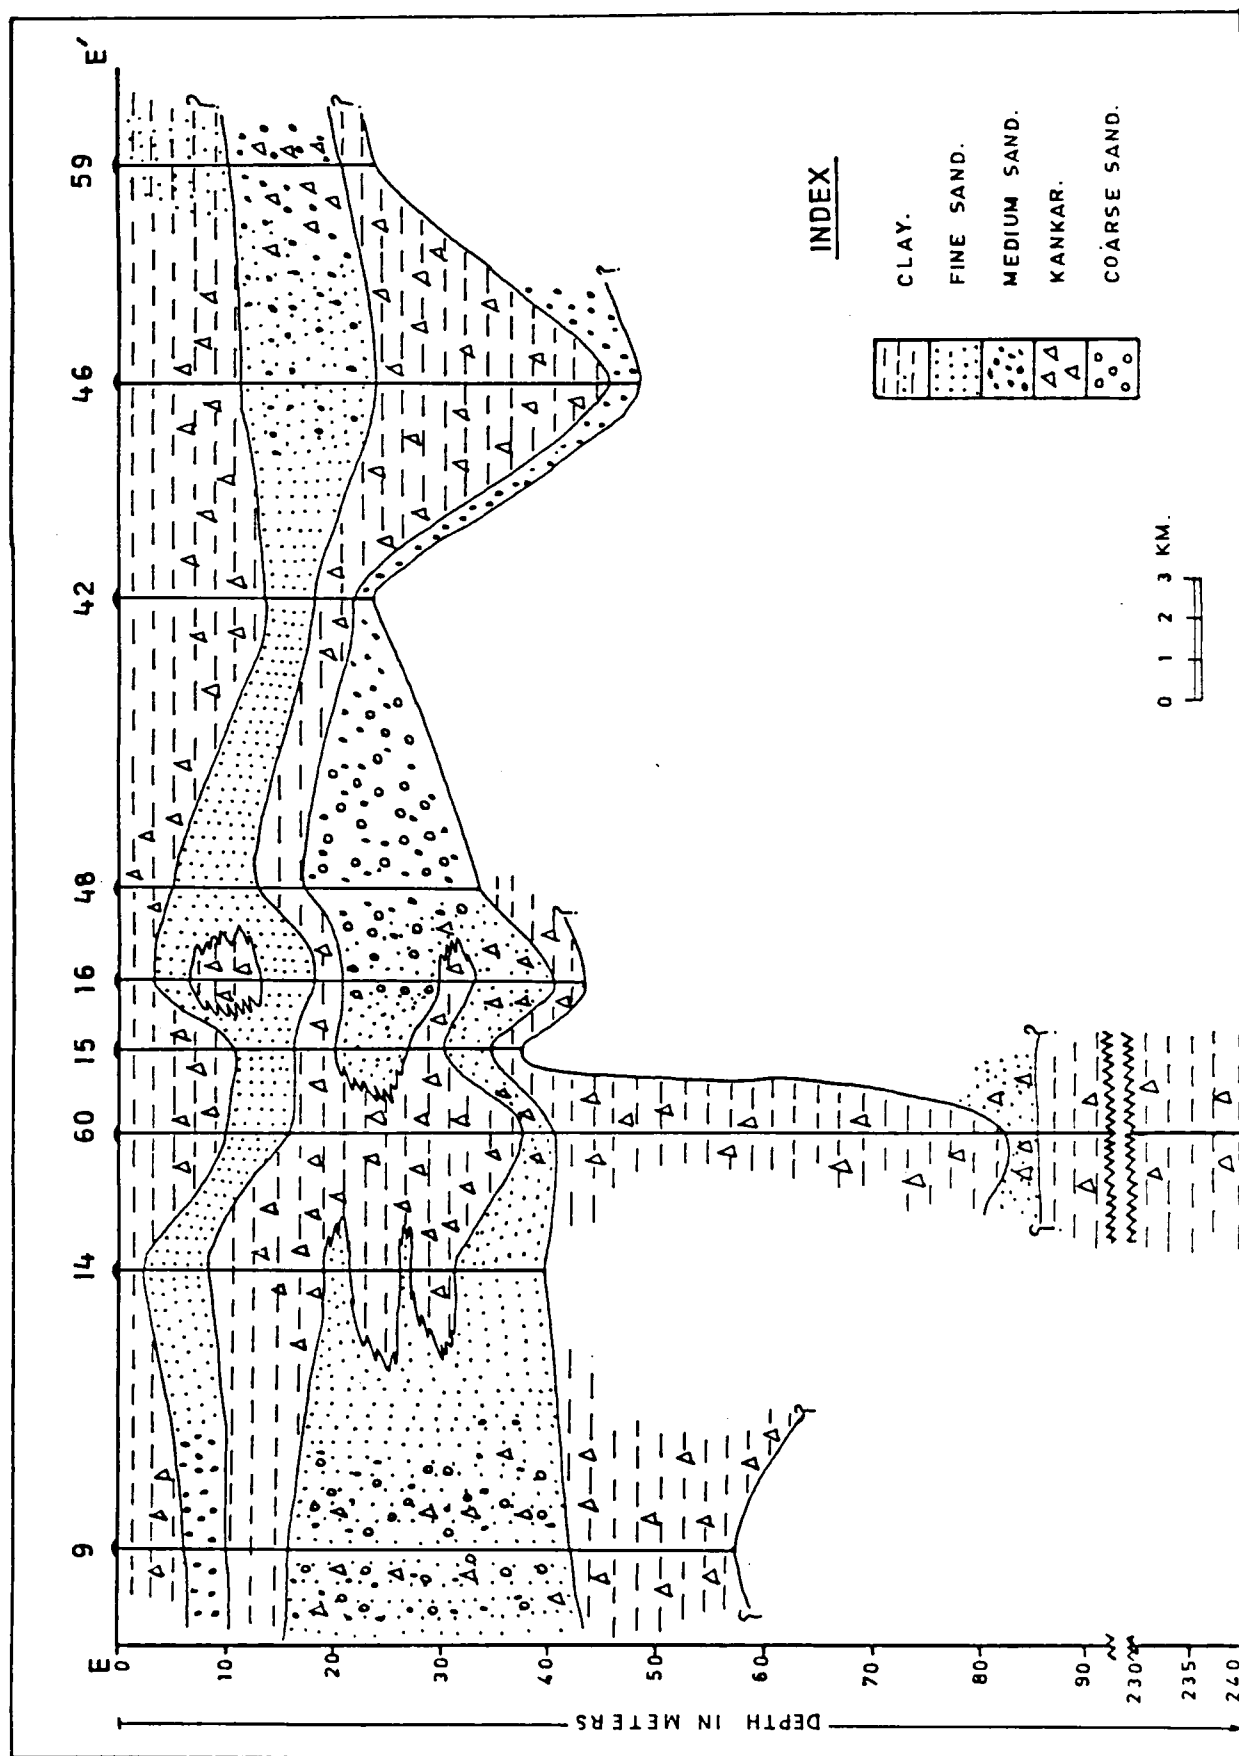 E E′
9 14 60 15 16 48 42 46 59
0
10
20
30
40
50
60
70
80
90
230
235
240
DEPTH IN METERS
? ? ? ? ? ? ? ? ?
INDEX
CLAY.
FINE SAND.
MEDIUM SAND.
KANKAR.
COARSE SAND.
0 1 2 3 KM.